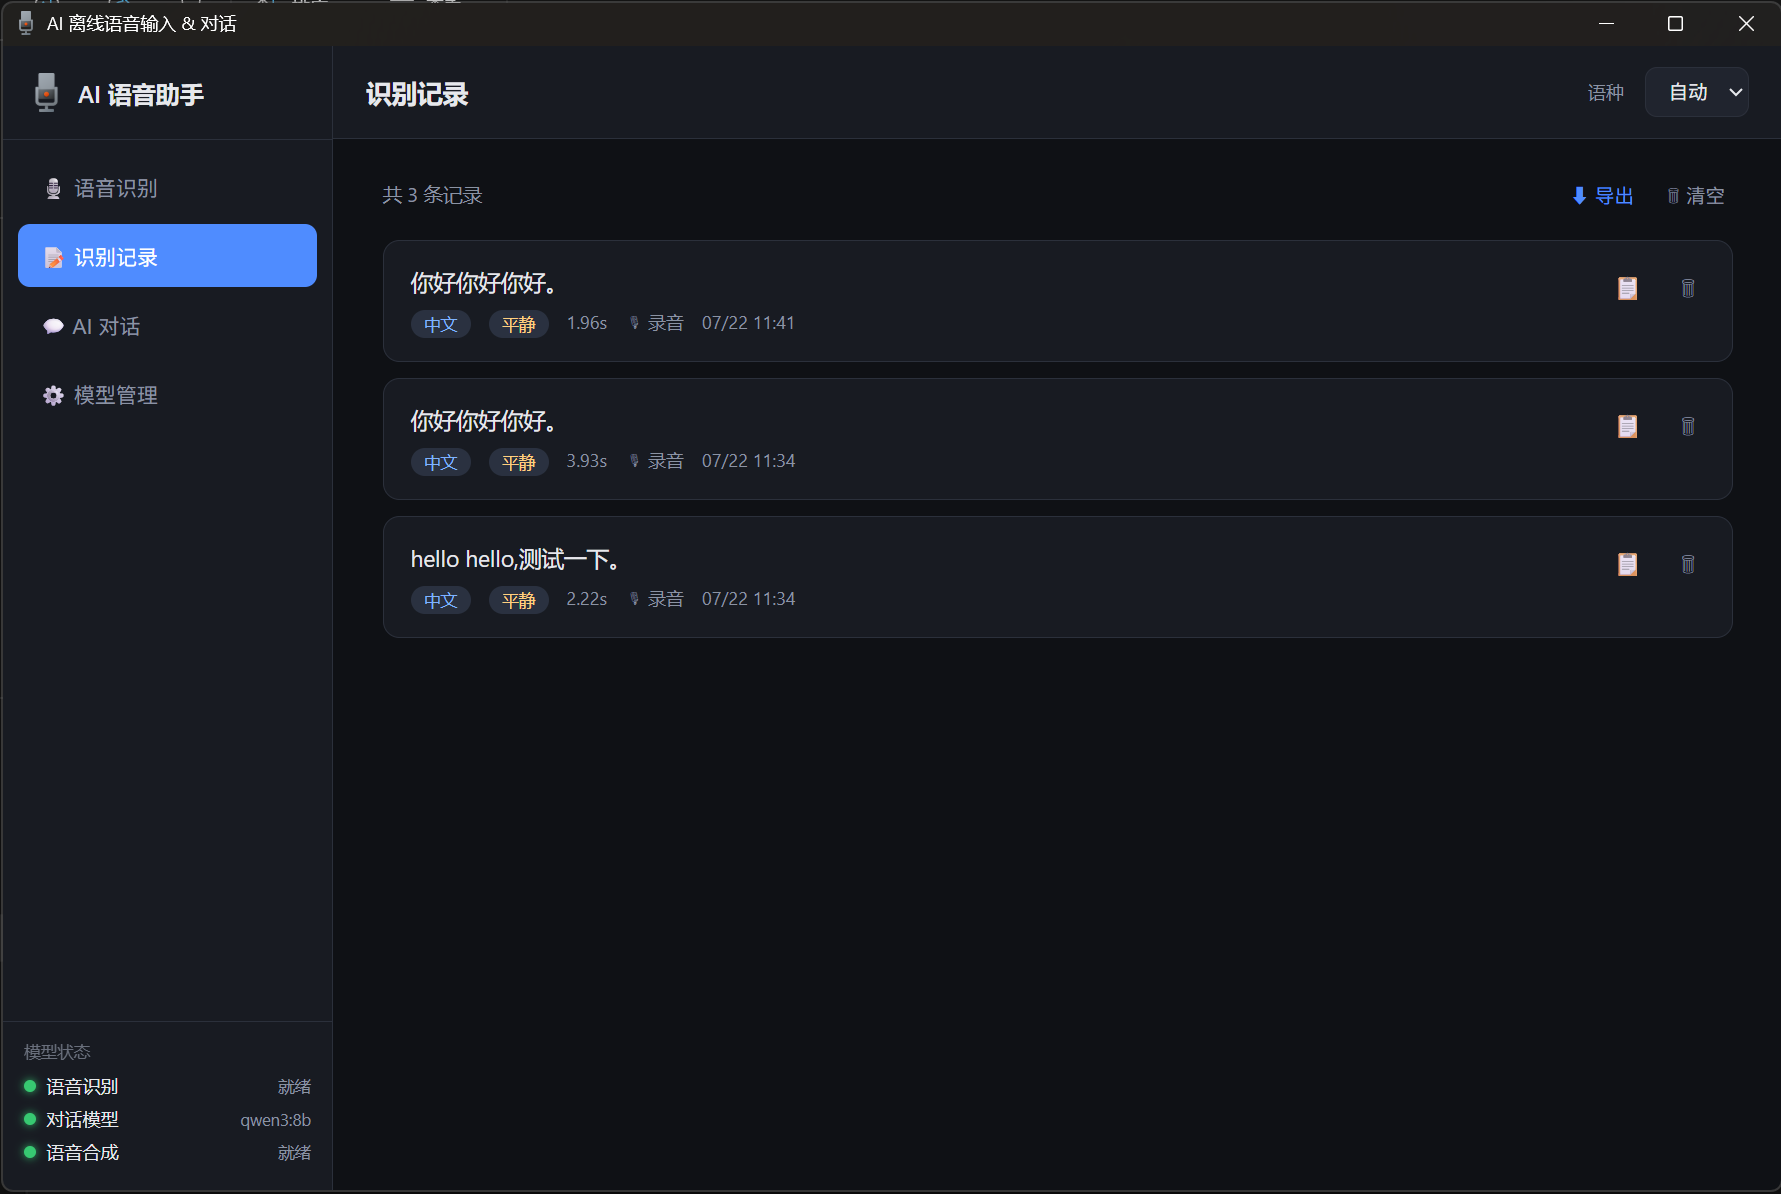 AI 离线语音输入 & 对话
AI 语音助手
语音识别
识别记录
AI 对话
模型管理
模型状态
语音识别 就绪
对话模型 qwen3:8b
语音合成 就绪
识别记录
语种 自动
共 3 条记录
导出 清空
你好你好你好。
中文 平静 1.96s 录音 07/22 11:41
你好你好你好。
中文 平静 3.93s 录音 07/22 11:34
hello hello,测试一下。
中文 平静 2.22s 录音 07/22 11:34